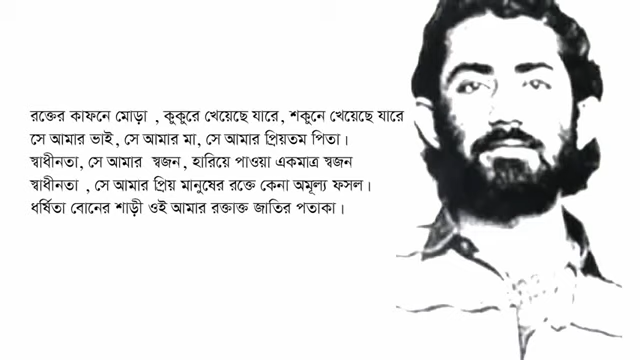 রক্তের কাফনে মোড়া , কুকুরে খেয়েছে যারে, শকুনে খেয়েছে যারে
সে আমার ভাই, সে আমার মা, সে আমার প্রিয়তম পিতা।
স্বাধীনতা, সে আমার স্বজন, হারিয়ে পাওয়া একমাত্র স্বজন
স্বাধীনতা , সে আমার প্রিয় মানুষের রক্তে কেনা অমূল্য ফসল।
ধর্ষিতা বোনের শাড়ী ওই আমার রক্তাক্ত জাতির পতাকা।